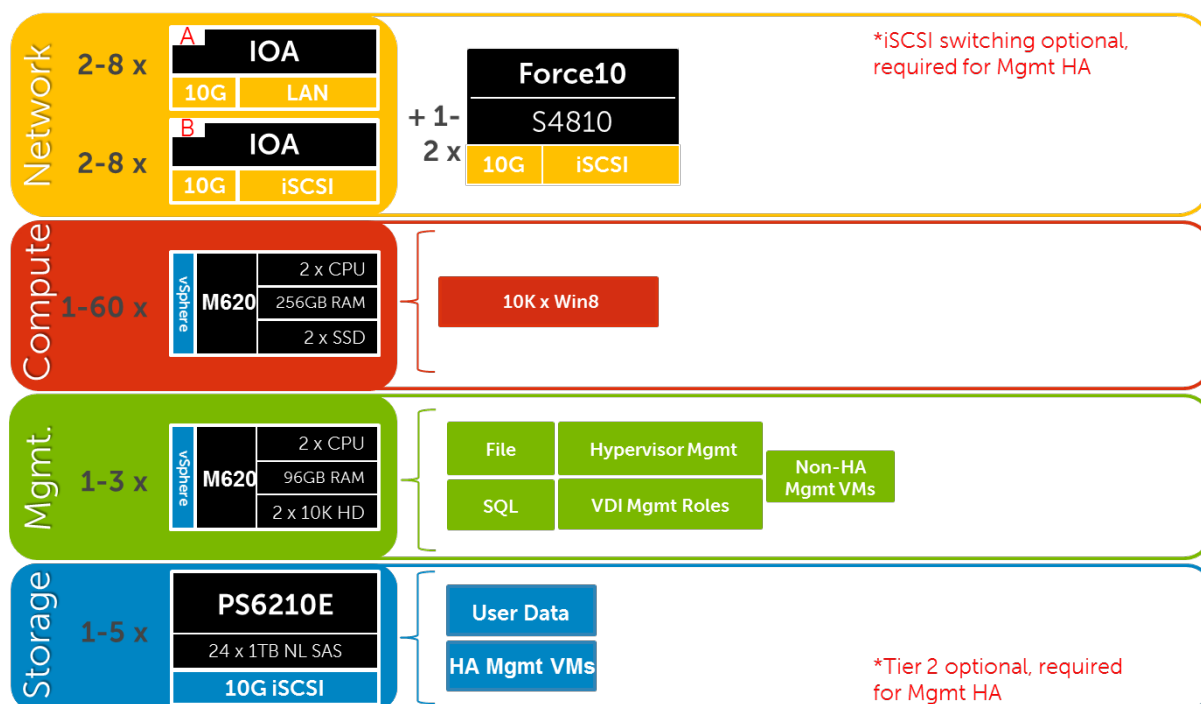 Network
2-8 x
A
IOA
10G
LAN
2-8 x
B
IOA
10G
iSCSI
+ 1-
2 x
Force10
S4810
10G
iSCSI
*iSCSI switching optional,
required for Mgmt HA
Compute
1-60 x
vSphere
M620
2 x CPU
256GB RAM
2 x SSD
10K x Win8
Mgmt.
1-3 x
vSphere
M620
2 x CPU
96GB RAM
2 x 10K HD
File
Hypervisor Mgmt
SQL
VDI Mgmt Roles
Non-HA
Mgmt VMs
Storage
1-5 x
PS6210E
24 x 1TB NL SAS
10G iSCSI
User Data
HA Mgmt VMs
*Tier 2 optional, required
for Mgmt HA